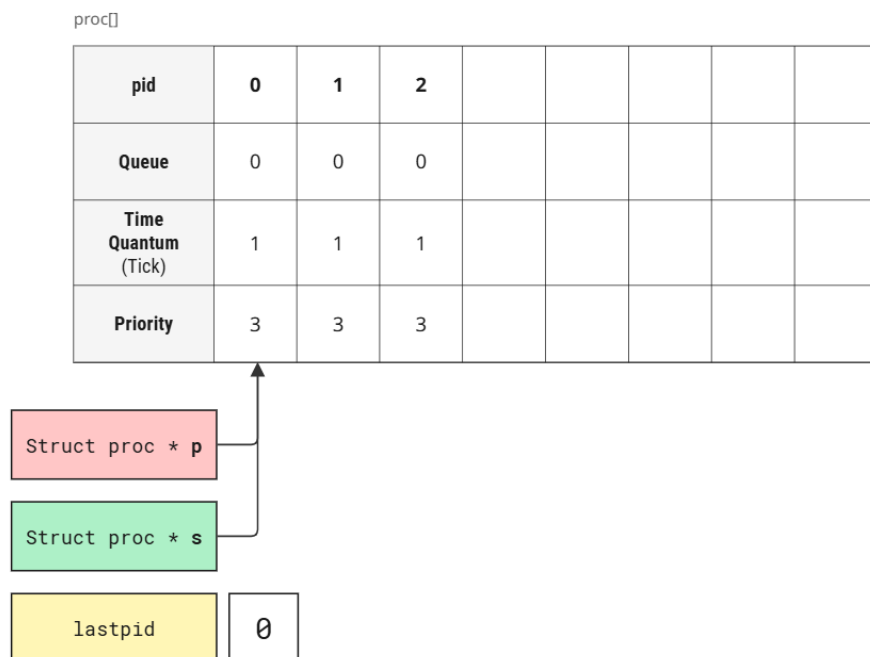 proc[]
pid 0 1 2
Queue 0 0 0
Time
Quantum
(Tick) 1 1 1
Priority 3 3 3
Struct proc * p
Struct proc * s
lastpid 0